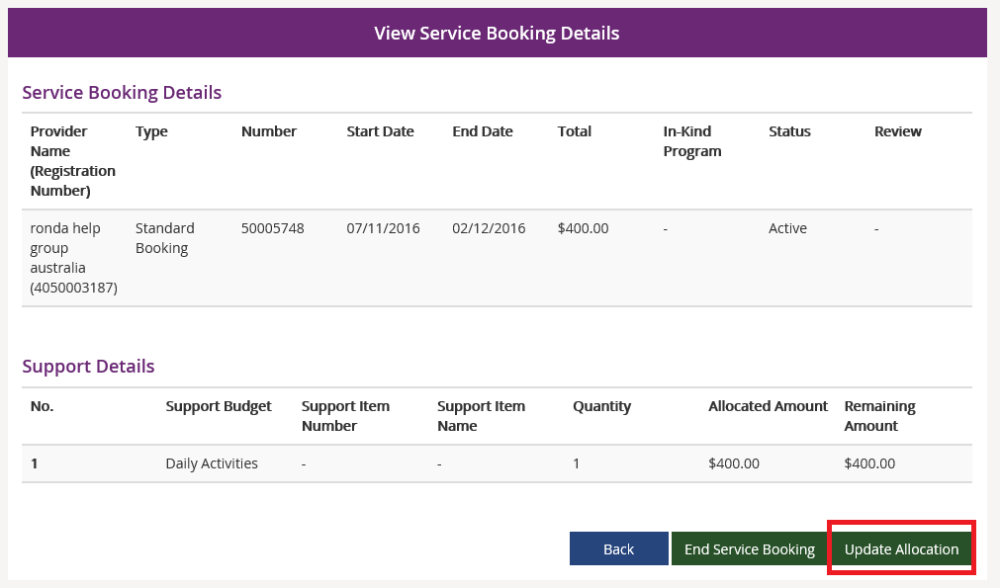 View Service Booking Details
Service Booking Details
Provider Name (Registration Number) Type Number Start Date End Date Total In-Kind Program Status Review
ronda help group australia (4050003187) Standard Booking 50005748 07/11/2016 02/12/2016 $400.00 - Active -
Support Details
No. Support Budget Support Item Number Support Item Name Quantity Allocated Amount Remaining Amount
1 Daily Activities - - 1 $400.00 $400.00
Back End Service Booking Update Allocation